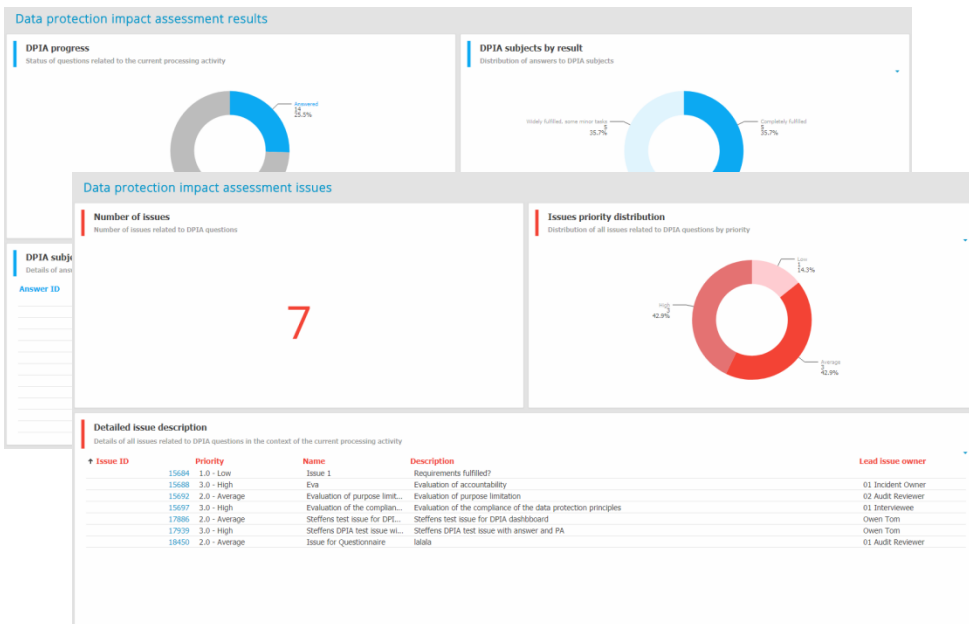 Data protection impact assessment results
DPIA progress
Status of questions related to the current processing activity
Answered
14
25.5%
DPIA subjects by result
Distribution of answers to DPIA subjects
Widely fulfilled, some minor tasks
5
35.7%
Completely fulfilled
5
35.7%
DPIA subje
Details of ans
Answer ID
Data protection impact assessment issues
Number of issues
Number of issues related to DPIA questions
7
Issues priority distribution
Distribution of all issues related to DPIA questions by priority
Low
1
14.3%
High
3
42.9%
Average
3
42.9%
Detailed issue description
Details of all issues related to DPIA questions in the context of the current processing activity
↑ Issue ID Priority Name Description Lead issue owner
15684 1.0 - Low Issue 1 Requirements fulfilled?
15688 3.0 - High Eva Evaluation of accountability 01 Incident Owner
15692 2.0 - Average Evaluation of purpose limit... Evaluation of purpose limitation 02 Audit Reviewer
15697 3.0 - High Evaluation of the complian... Evaluation of the compliance of the data protection principles 01 Interviewee
17886 2.0 - Average Steffens test issue for DPI... Steffens test issue for DPIA dashbboard Owen Tom
17939 3.0 - High Steffens DPIA test issue wi... Steffens DPIA test issue with answer and PA Owen Tom
18450 2.0 - Average Issue for Questionnaire lalala 01 Audit Reviewer